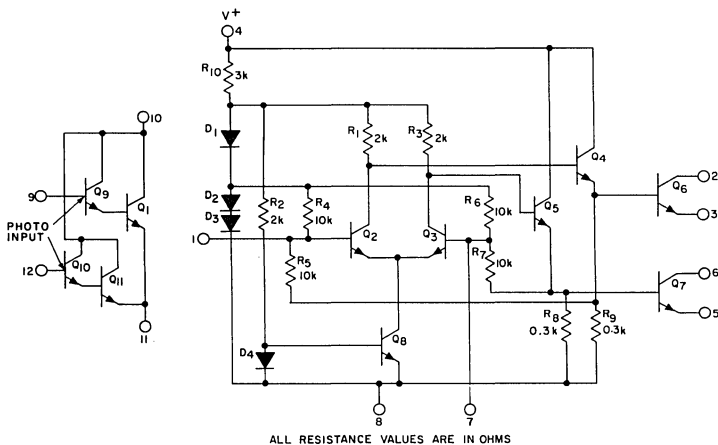 V+
4
R10
3k
10
D1
R1
2k
R3
2k
Q4
Q9
9
Q1
D2
D3
R2
2k
R4
10k
R6
10k
Q5
Q6
2
3
PHOTO
INPUT
1
Q2
Q3
R5
10k
R7
10k
Q10
12
Q11
Q7
6
5
D4
Q8
R8
0.3k
R9
0.3k
11
8
7
ALL RESISTANCE VALUES ARE IN OHMS